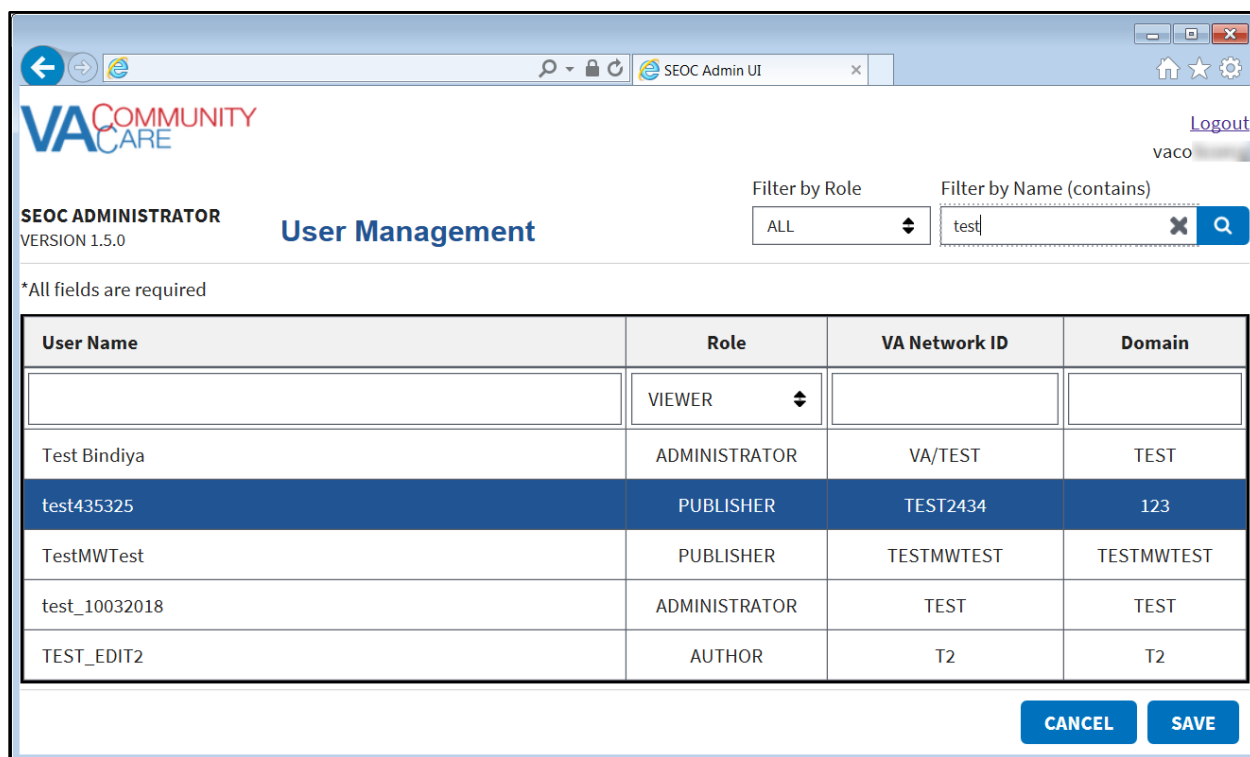 SEOC Admin UI
VA COMMUNITY CARE
Logout
vaco
Filter by Role
Filter by Name (contains)
SEOC ADMINISTRATOR
VERSION 1.5.0
User Management
ALL
test
*All fields are required
User Name Role VA Network ID Domain
VIEWER
Test Bindiya ADMINISTRATOR VA/TEST TEST
test435325 PUBLISHER TEST2434 123
TestMWTest PUBLISHER TESTMWTEST TESTMWTEST
test_10032018 ADMINISTRATOR TEST TEST
TEST_EDIT2 AUTHOR T2 T2
CANCEL SAVE